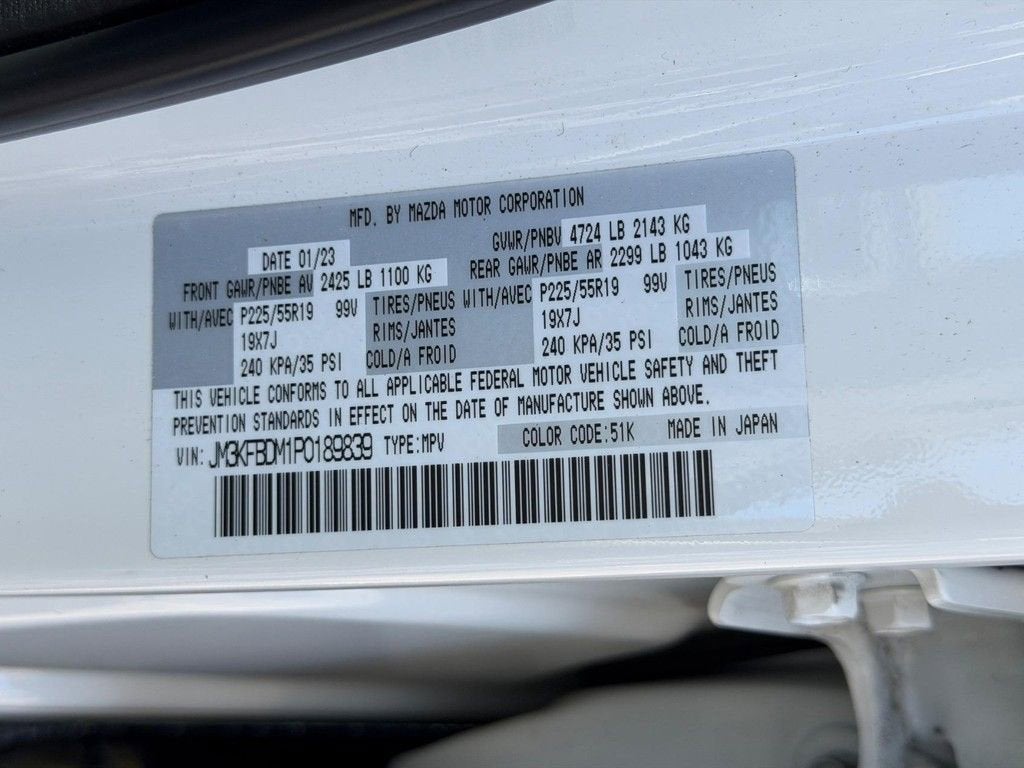 MFD. BY MAZDA MOTOR CORPORATION
DATE 01/23 GVWR/PNBV 4724 LB 2143 KG
FRONT GAWR/PNBE AV 2425 LB 1100 KG REAR GAWR/PNBE AR 2299 LB 1043 KG
WITH/AVEC P225/55R19 99V TIRES/PNEUS WITH/AVEC P225/55R19 99V TIRES/PNEUS
19X7J RIMS/JANTES 19X7J RIMS/JANTES
240 KPA/35 PSI COLD/A FROID 240 KPA/35 PSI COLD/A FROID
THIS VEHICLE CONFORMS TO ALL APPLICABLE FEDERAL MOTOR VEHICLE SAFETY AND THEFT
PREVENTION STANDARDS IN EFFECT ON THE DATE OF MANUFACTURE SHOWN ABOVE.
VIN: JM3KFBDM1P0189839 TYPE:MPV COLOR CODE:51K MADE IN JAPAN